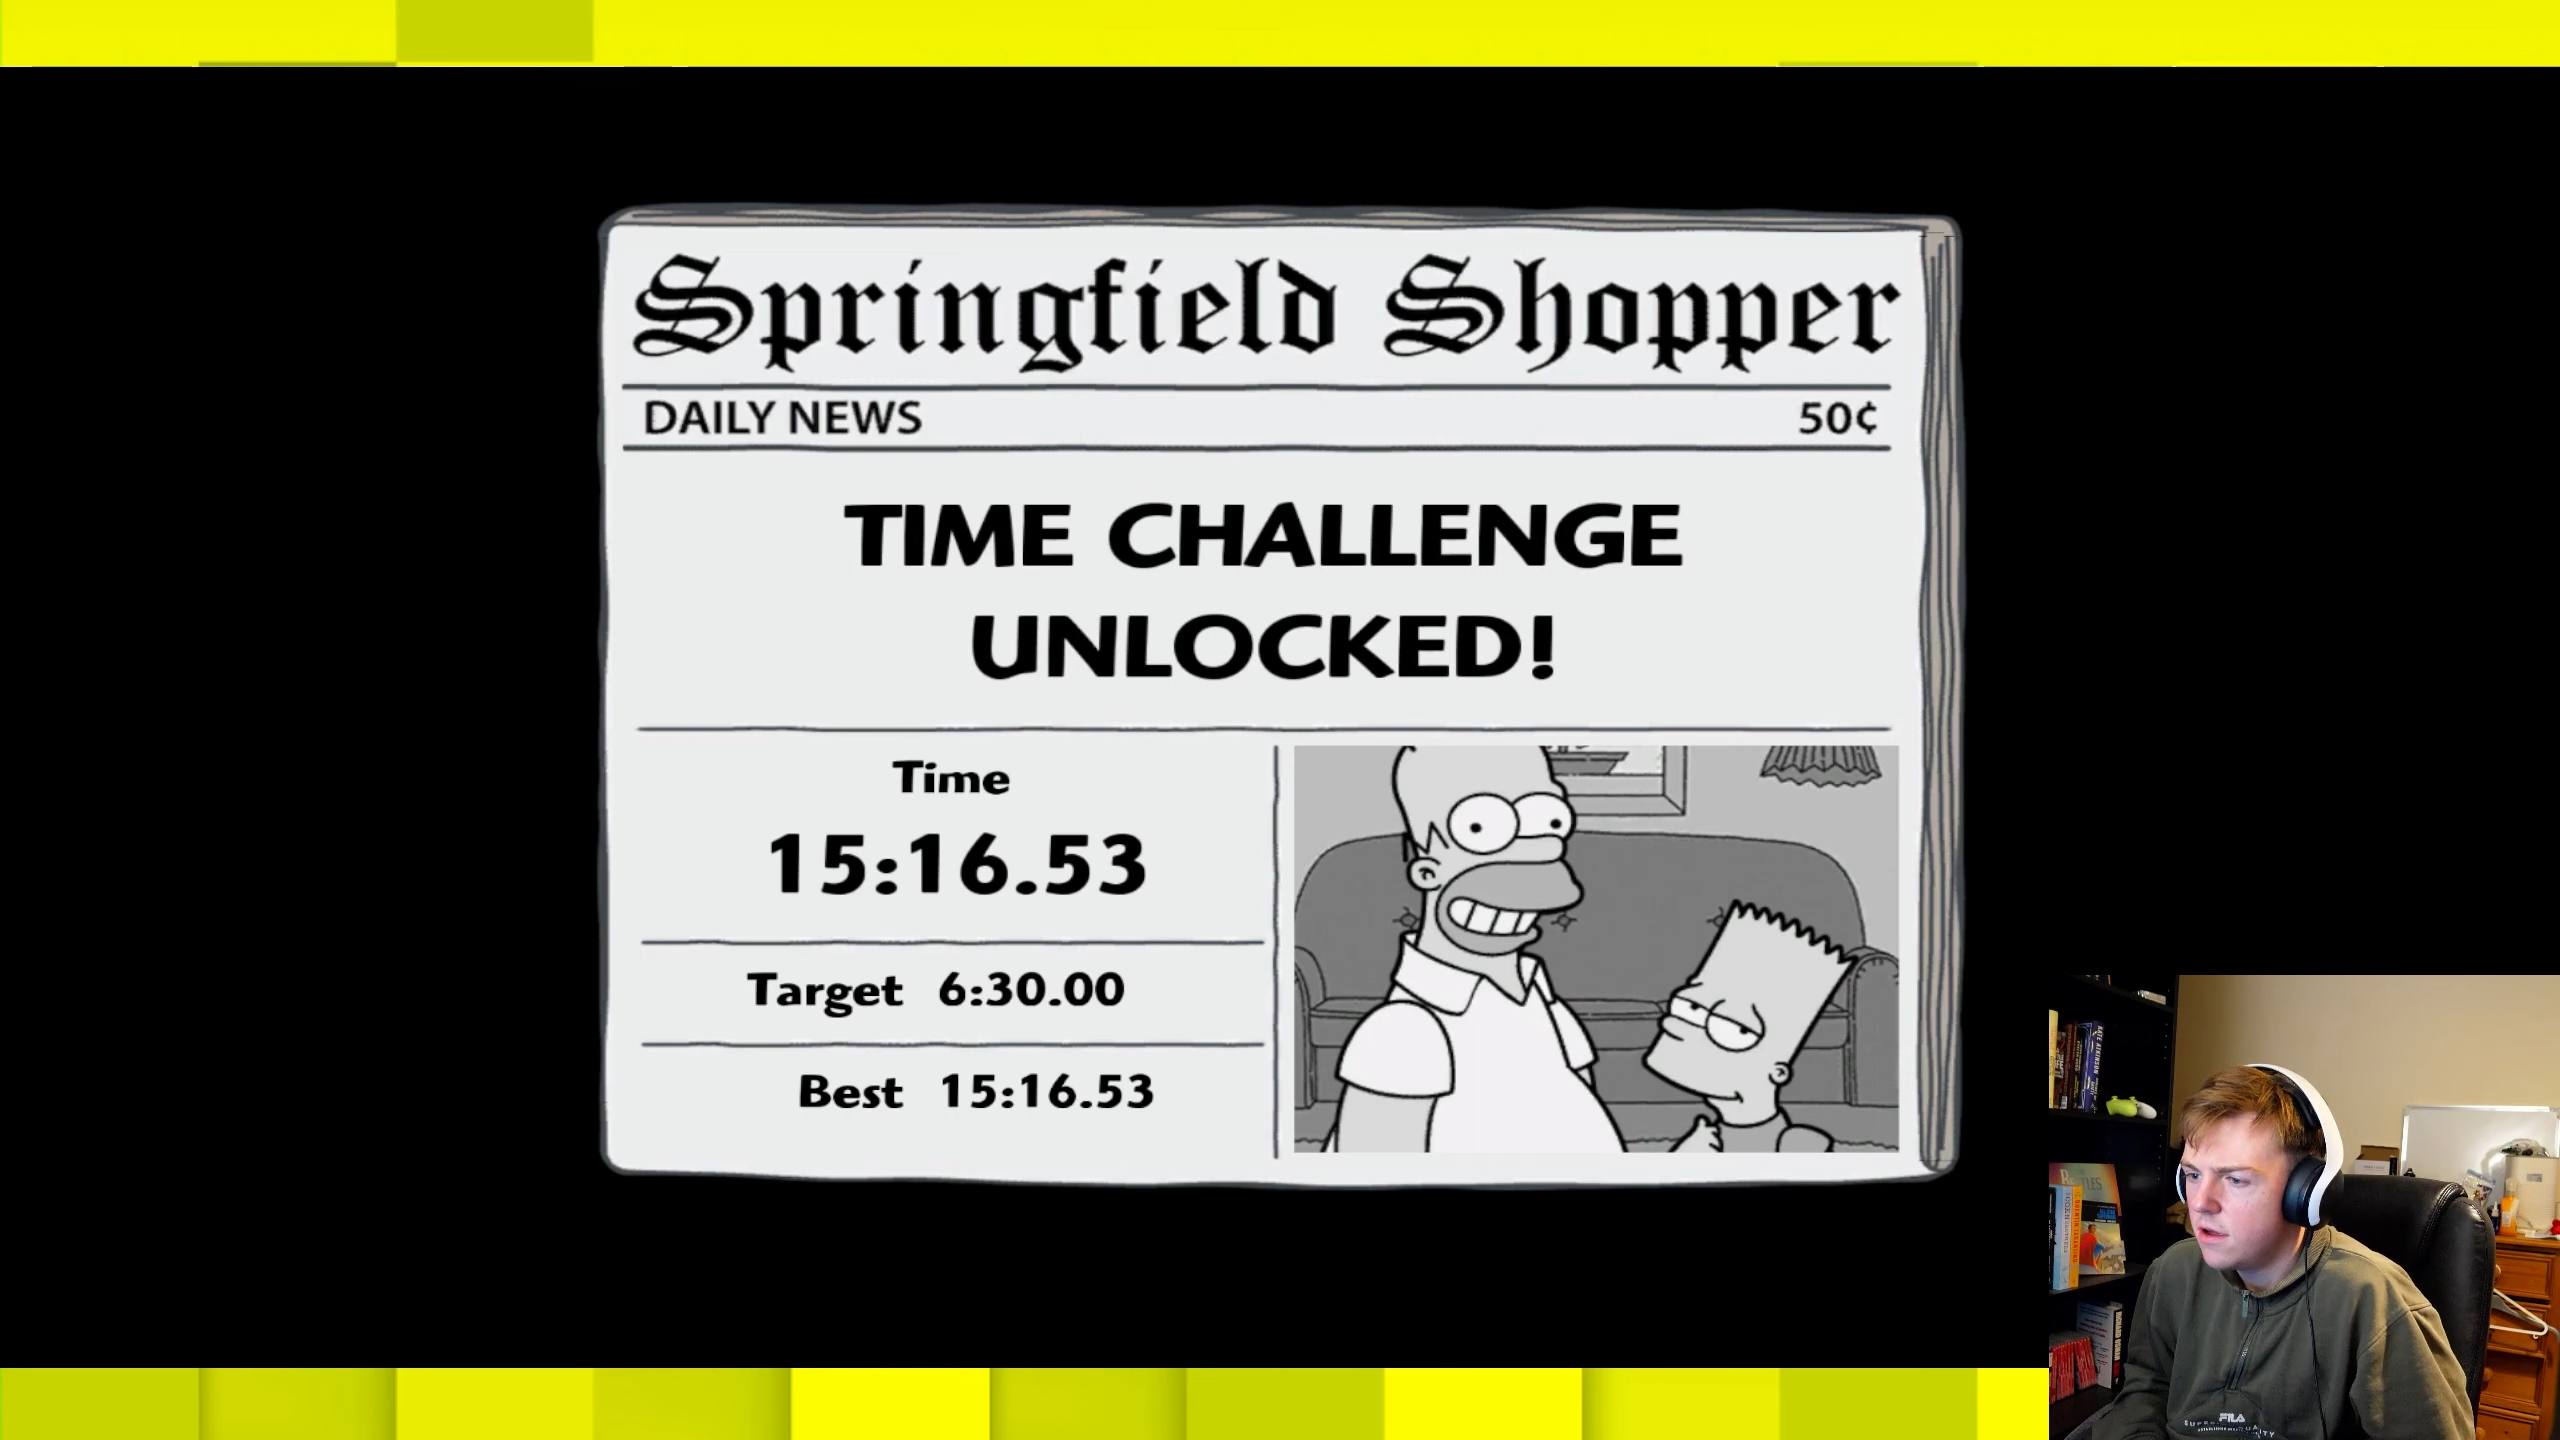 Springfield Shopper
DAILY NEWS 50¢
TIME CHALLENGE
UNLOCKED!
Time
15:16.53
Target 6:30.00
Best 15:16.53
FILA